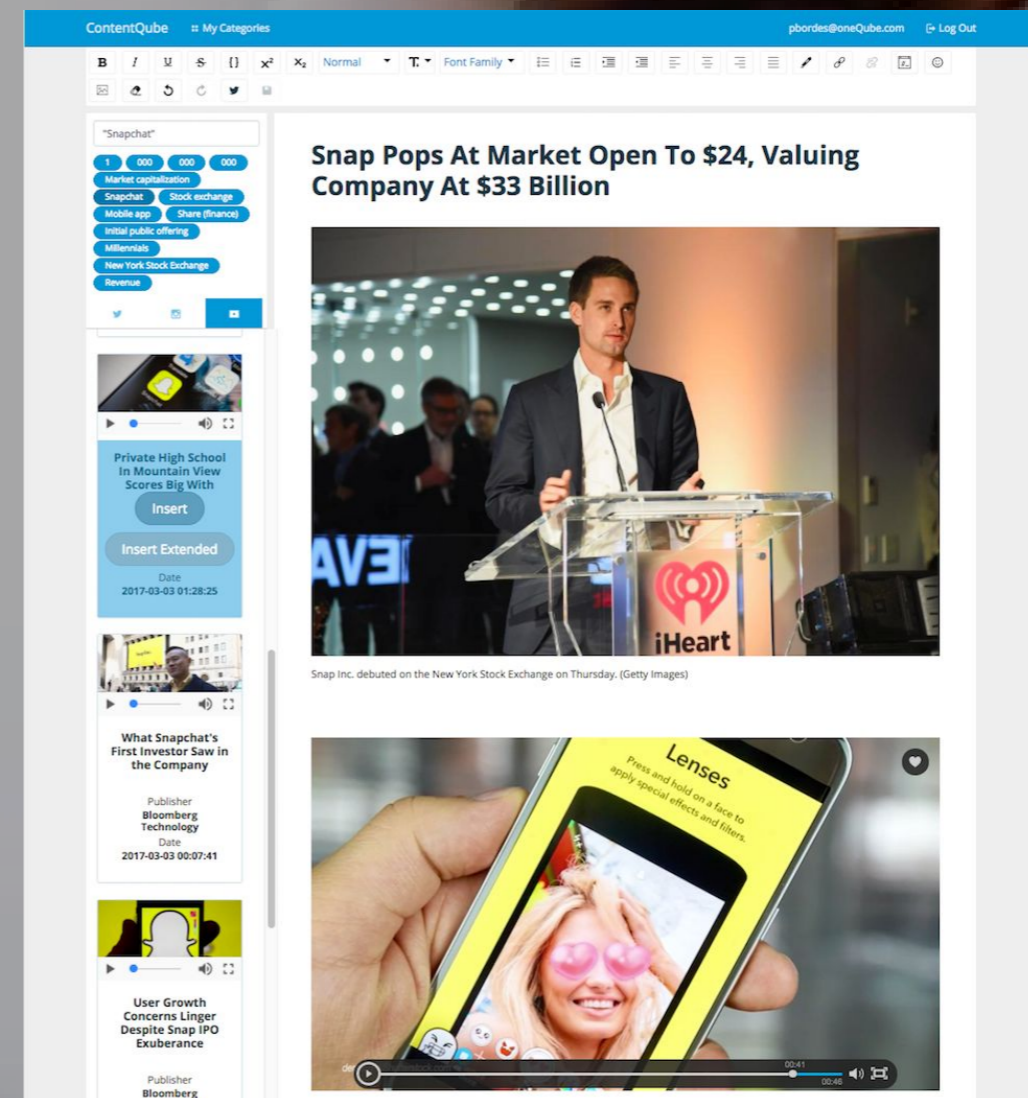 ContentQube
My Categories
pbordes@oneQube.com
Log Out
B I U S {} x² X₂ Normal T. Font Family
"Snapchat"
1 000 000 000
Market capitalization
Snapchat Stock exchange
Mobile app Share (finance)
Initial public offering
Millennials
New York Stock Exchange
Revenue
Private High School
In Mountain View
Scores Big With
Insert
Insert Extended
Date
2017-03-03 01:28:25
What Snapchat's
First Investor Saw in
the Company
Publisher
Bloomberg
Technology
Date
2017-03-03 00:07:41
User Growth
Concerns Linger
Despite Snap IPO
Exuberance
Publisher
Bloomberg
Snap Pops At Market Open To $24, Valuing
Company At $33 Billion
iHeart
Snap Inc. debuted on the New York Stock Exchange on Thursday. (Getty Images)
Lenses
Press and hold on a face to
apply special effects and filters.
00:41
00:46